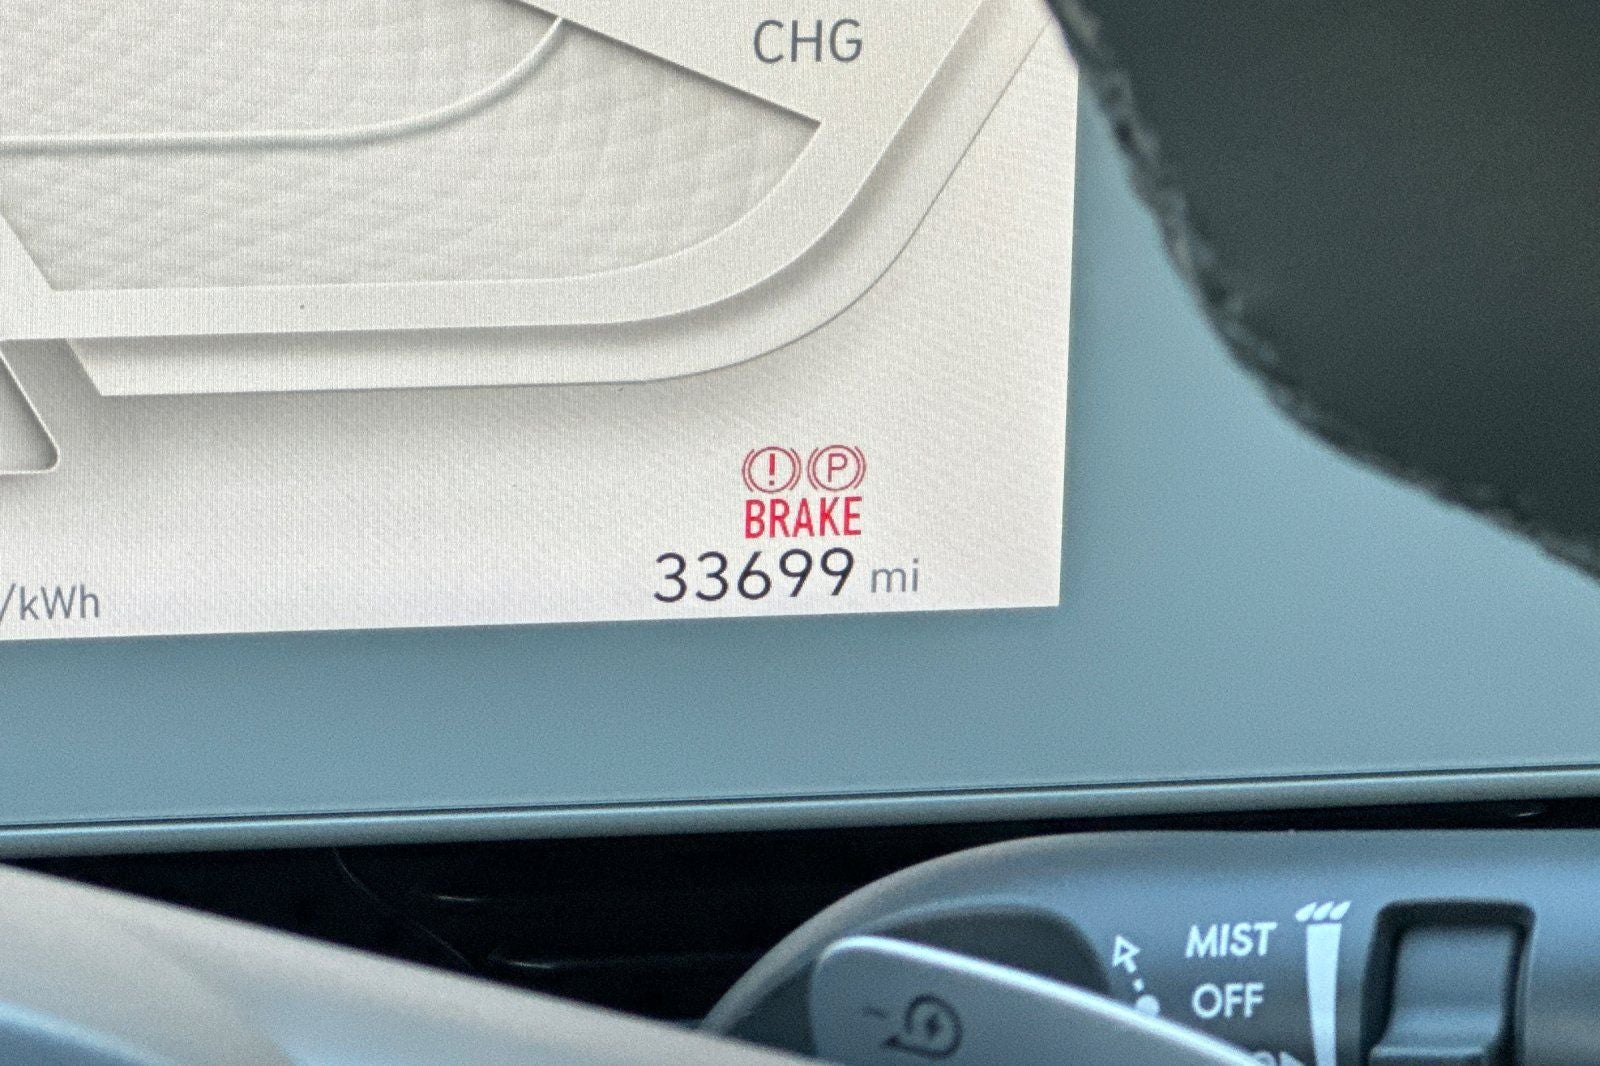 CHG
BRAKE
33699 mi
/kWh
MIST
OFF